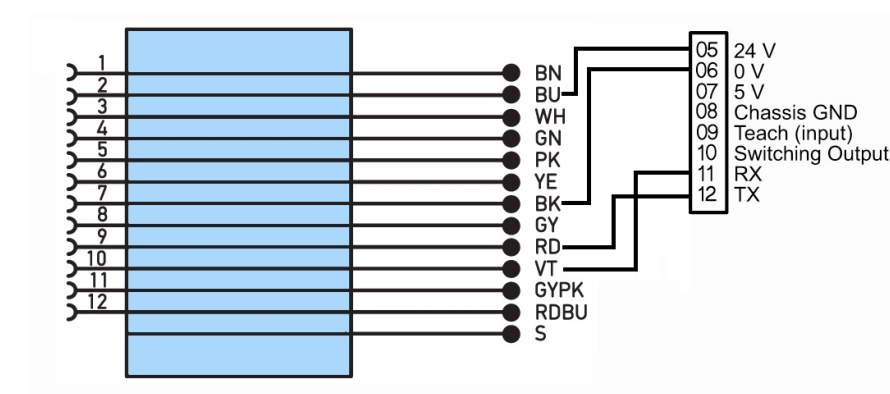 1
2
3
4
5
6
7
8
9
10
11
12
BN
BU
WH
GN
PK
YE
BK
GY
RD
VT
GYPK
RDBU
S
05 24 V
06 0 V
07 5 V
08 Chassis GND
09 Teach (input)
10 Switching Output
11 RX
12 TX